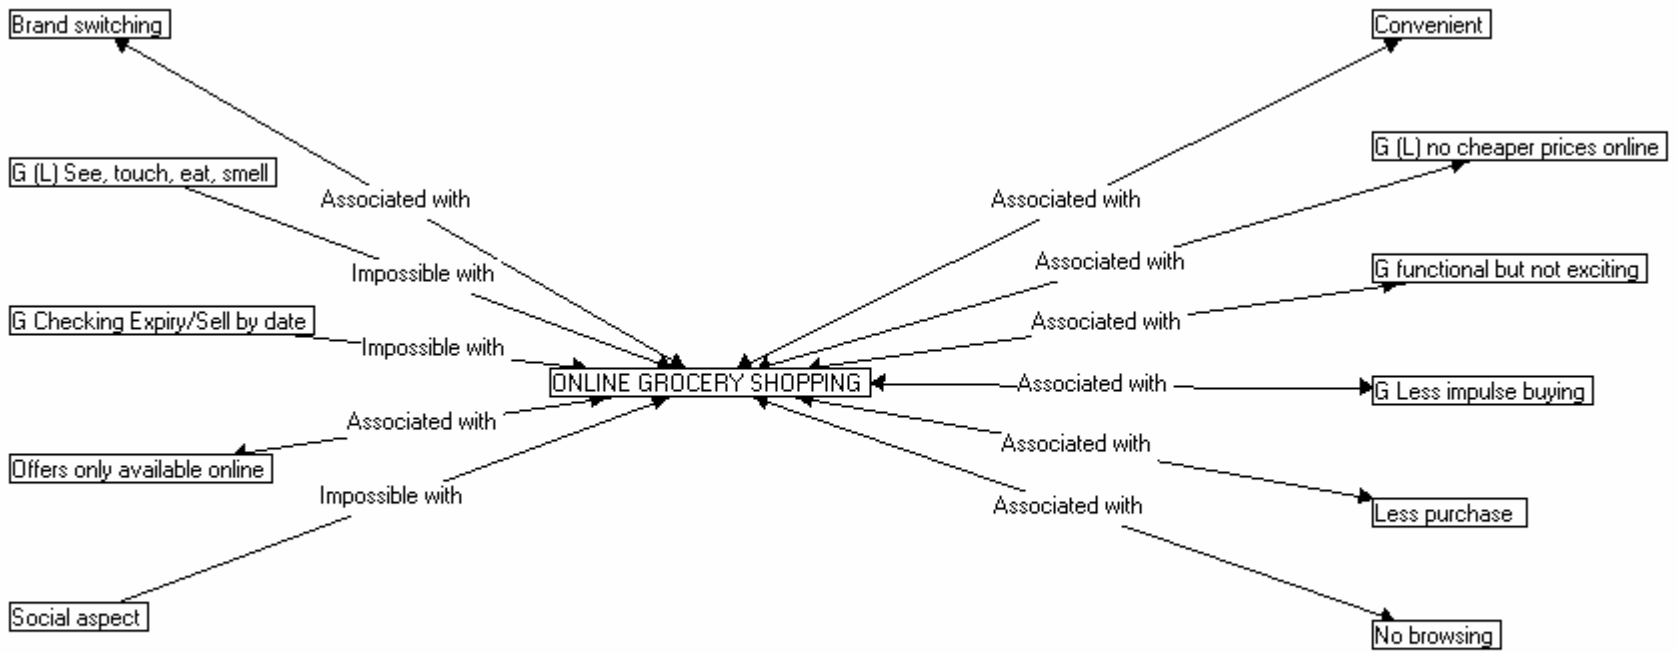 Brand switching
Convenient
G (L) no cheaper prices online
G (L) See, touch, eat, smell
Associated with
Associated with
Impossible with
Associated with
G functional but not exciting
G Checking Expiry/Sell by date
Impossible with
Associated with
ONLINE GROCERY SHOPPING
Associated with
G Less impulse buying
Associated with
Associated with
Offers only available online
Impossible with
Associated with
Less purchase
Social aspect
No browsing